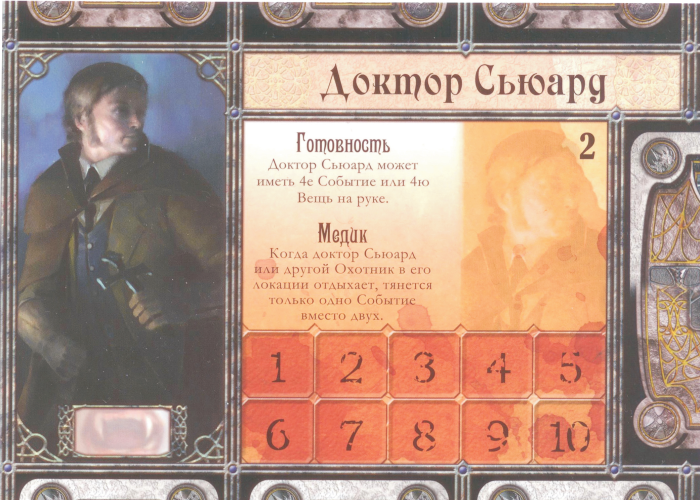 Доктор Сьюард
2
Готовность
Доктор Сьюард может
иметь 4е Событие или 4ю
Вещь на руке.
Медик
Когда доктор Сьюард
или другой Охотник в его
локации отдыхает, тянется
только одно Событие
вместо двух.
1 2 3 4 5
6 7 8 9 10